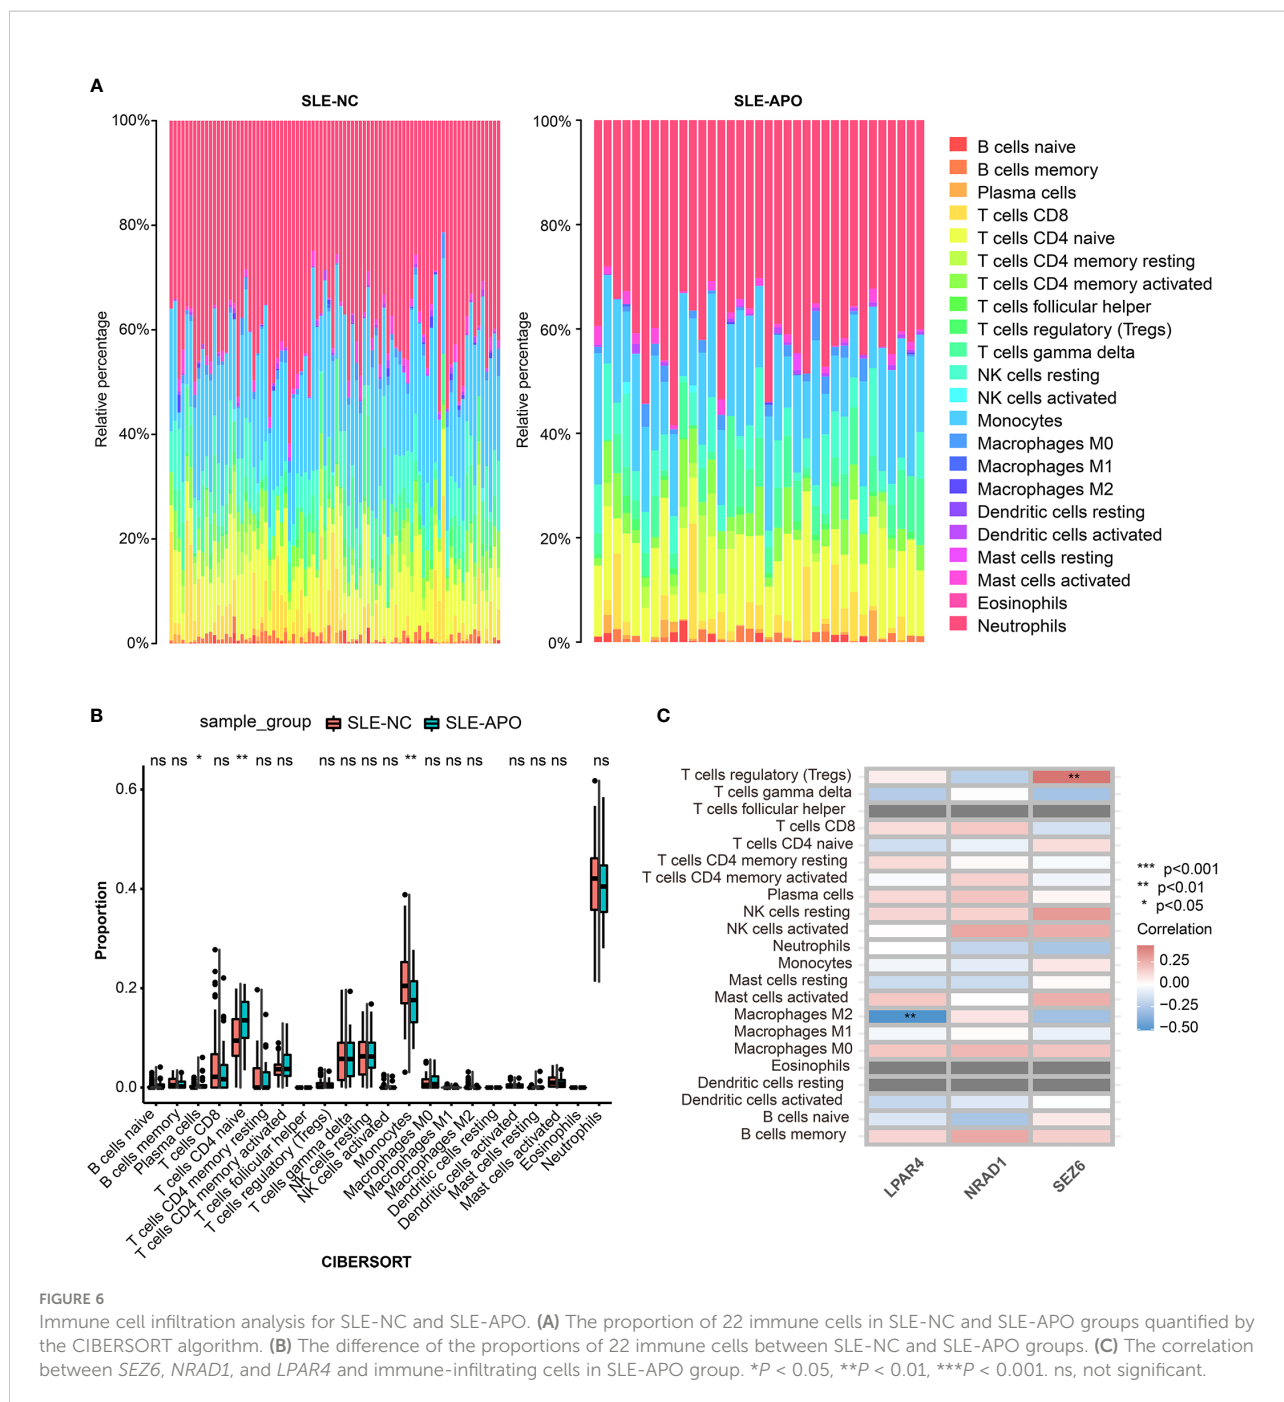 A
SLE-NC
SLE-APO
100%
80%
60%
40%
20%
0%
Relative percentage
100%
80%
60%
40%
20%
0%
Relative percentage
B cells naive
B cells memory
Plasma cells
T cells CD8
T cells CD4 naive
T cells CD4 memory resting
T cells CD4 memory activated
T cells follicular helper
T cells regulatory (Tregs)
T cells gamma delta
NK cells resting
NK cells activated
Monocytes
Macrophages M0
Macrophages M1
Macrophages M2
Dendritic cells resting
Dendritic cells activated
Mast cells resting
Mast cells activated
Eosinophils
Neutrophils
B
sample_group SLE-NC SLE-APO
ns ns * ns ** ns ns ns ns ns ns ** ns ns ns ns ns ns ns
0.6
0.4
0.2
0.0
Proportion
B cells naive
B cells memory
Plasma cells
T cells CD8
T cells CD4 naive
T cells CD4 memory resting
T cells CD4 memory activated
T cells follicular helper
T cells regulatory (Tregs)
T cells gamma delta
NK cells resting
NK cells activated
Monocytes
Macrophages M0
Macrophages M1
Macrophages M2
Dendritic cells resting
Dendritic cells activated
Mast cells resting
Mast cells activated
Eosinophils
Neutrophils
CIBERSORT
C
T cells regulatory (Tregs) **
T cells gamma delta
T cells follicular helper
T cells CD8
T cells CD4 naive
T cells CD4 memory resting
T cells CD4 memory activated
Plasma cells
NK cells resting
NK cells activated
Neutrophils
Monocytes
Mast cells resting
Mast cells activated
Macrophages M2 **
Macrophages M1
Macrophages M0
Eosinophils
Dendritic cells resting
Dendritic cells activated
B cells naive
B cells memory
LPAR4
NRAD1
SEZ6
*** p<0.001
** p<0.01
* p<0.05
Correlation
0.25
0.00
−0.25
−0.50
FIGURE 6
Immune cell infiltration analysis for SLE-NC and SLE-APO. (A) The proportion of 22 immune cells in SLE-NC and SLE-APO groups quantified by
the CIBERSORT algorithm. (B) The difference of the proportions of 22 immune cells between SLE-NC and SLE-APO groups. (C) The correlation
between SEZ6, NRAD1, and LPAR4 and immune-infiltrating cells in SLE-APO group. *P < 0.05, **P < 0.01, ***P < 0.001. ns, not significant.